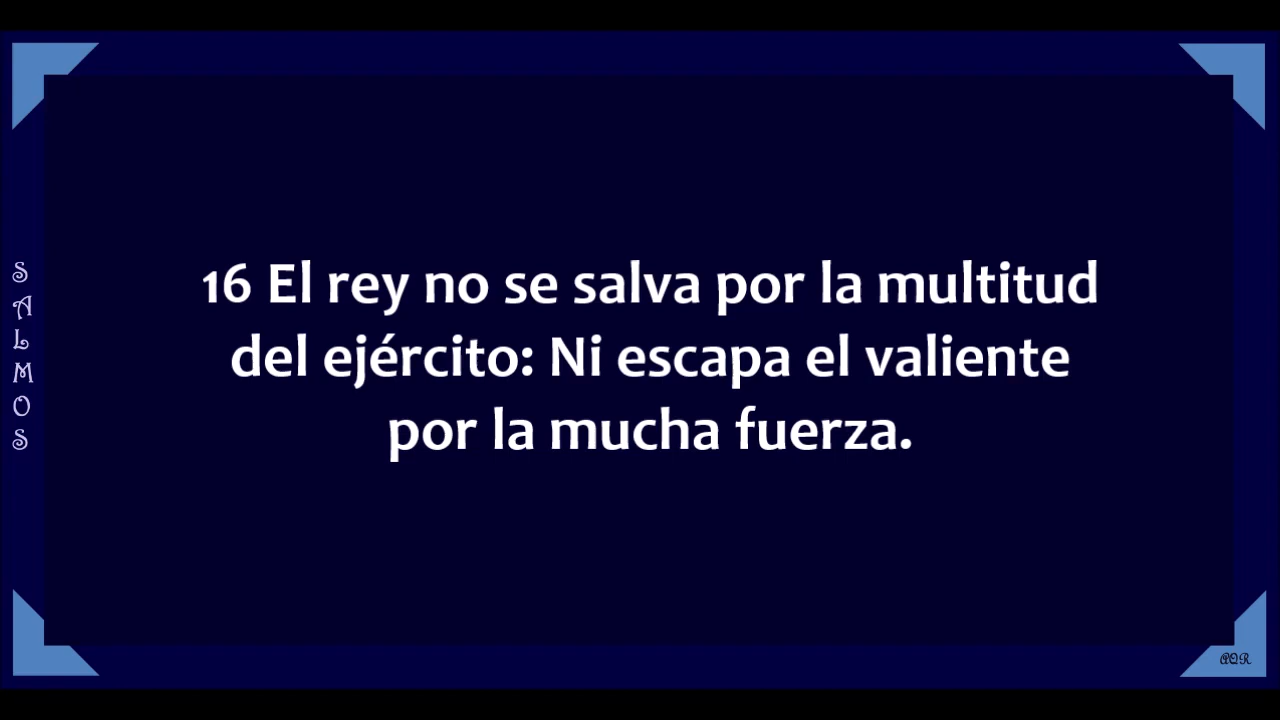 SALMOS
16 El rey no se salva por la multitud
del ejército: Ni escapa el valiente
por la mucha fuerza.